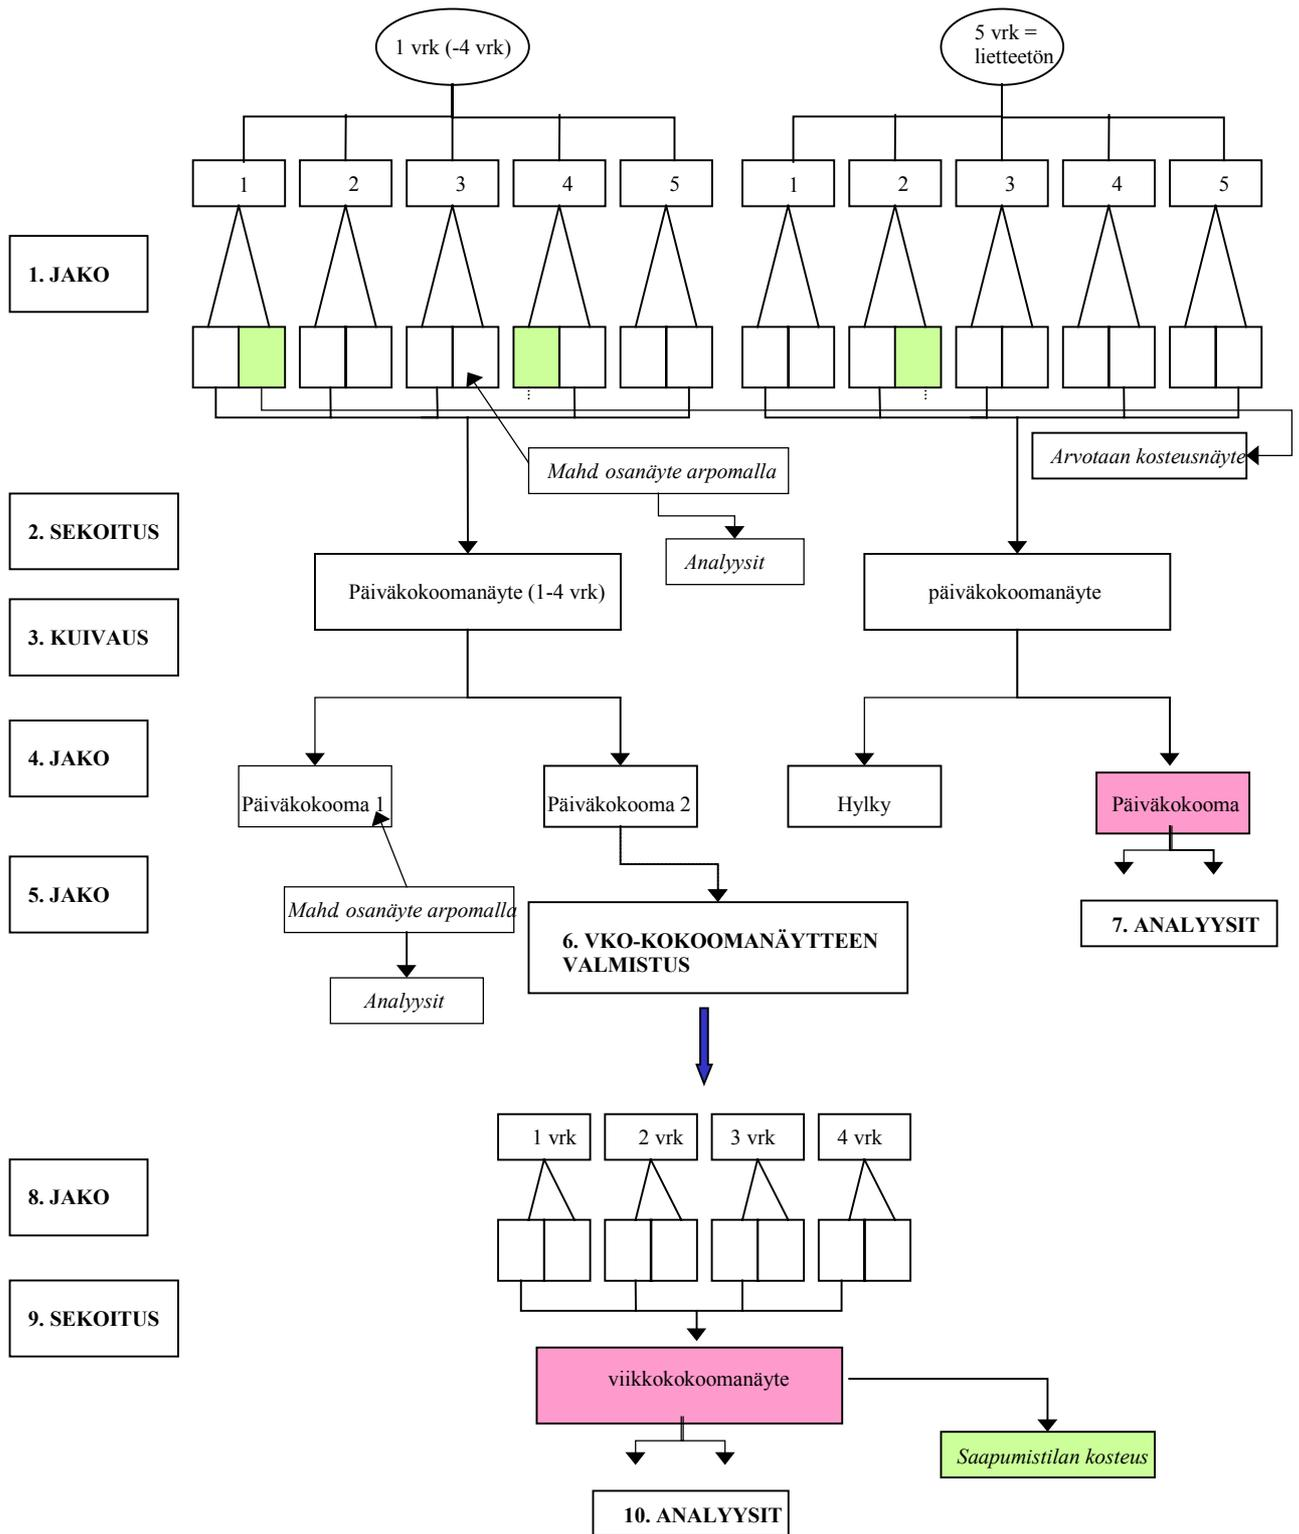 1 vrk (-4 vrk)
5 vrk =
lietteetön
1 2 3 4 5 1 2 3 4 5
1. JAKO
Arvotaan kosteusnäyte
Mahd. osanäyte arpomalla
2. SEKOITUS
Analyysit
Päiväkokoomanäyte (1-4 vrk)
päiväkokoomanäyte
3. KUIVAUS
4. JAKO
Päiväkokooma 1
Päiväkokooma 2
Hylky
Päiväkokooma
5. JAKO
Mahd. osanäyte arpomalla
7. ANALYYSIT
6. VKO-KOKOOMANÄYTTEEN
VALMISTUS
Analyysit
1 vrk 2 vrk 3 vrk 4 vrk
8. JAKO
9. SEKOITUS
viikkokokoomanäyte
Saapumistilan kosteus
10. ANALYYSIT